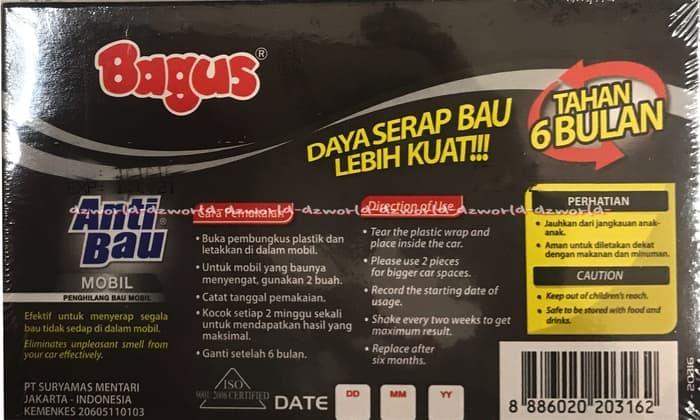 Bagus®
DAYA SERAP BAU
LEBIH KUAT!!!
TAHAN
6 BULAN
Anti
Bau®
MOBIL
PENGHILANG BAU MOBIL
Efektif untuk menyerap segala
bau tidak sedap di dalam mobil.
Eliminates unpleasant smell from
your car effectively.
PT SURYAMAS MENTARI
JAKARTA - INDONESIA
KEMENKES 20605110103
-dzworld-dzworld-dzworld-dzworld-dzworld-dzworld-
Cara Pemakaian
• Buka pembungkus plastik dan
letakkan di dalam mobil.
• Untuk mobil yang baunya
menyengat, gunakan 2 buah.
• Catat tanggal pemakaian.
• Kocok setiap 2 minggu sekali
untuk mendapatkan hasil yang
maksimal.
• Ganti setelah 6 bulan.
Direction of Use
• Tear the plastic wrap and
place inside the car.
• Please use 2 pieces
for bigger car spaces.
• Record the starting date of
usage.
• Shake every two weeks to get
maximum result.
• Replace after
six months.
PERHATIAN
• Jauhkan dari jangkauan anak-
anak.
• Aman untuk diletakan dekat
dengan makanan dan minuman.
CAUTION
• Keep out of children's reach.
• Safe to be stored with food and
drinks.
ISO
9001:2008 CERTIFIED
DATE
DD
MM
YY
8 886020 203162